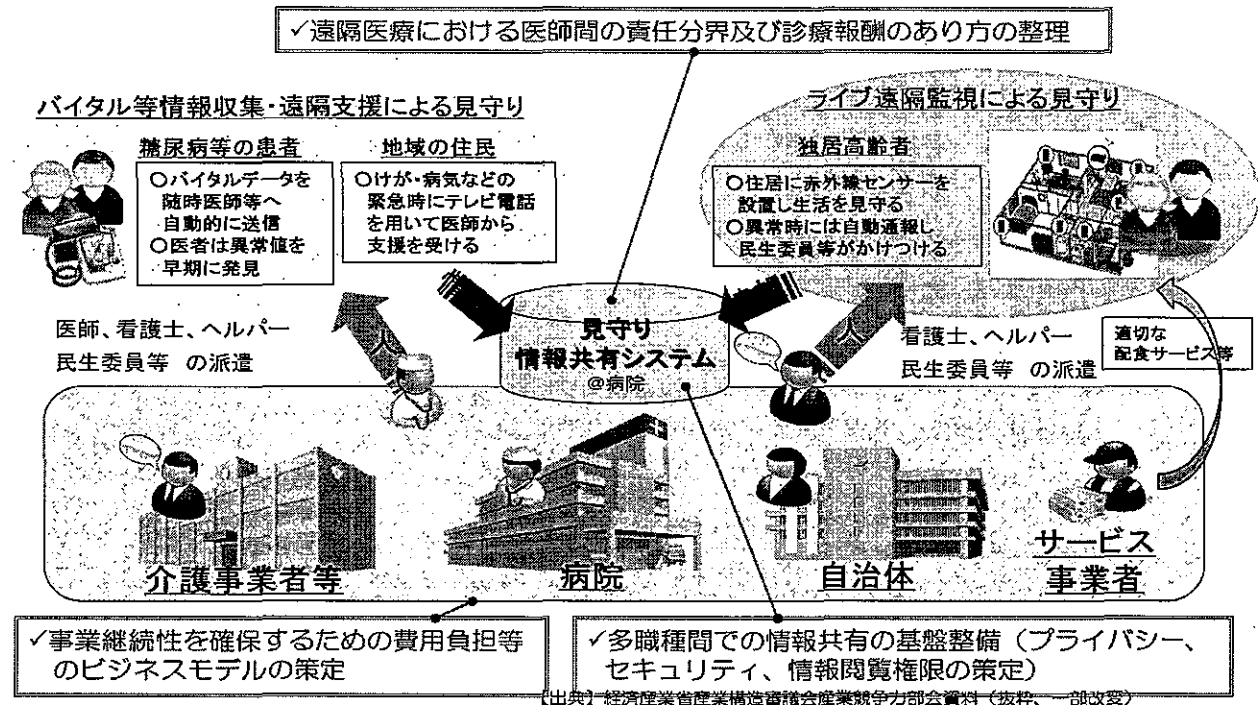 ✓遠隔医療における医師間の責任分界及び診療報酬のあり方の整理
バイタル等情報収集・遠隔支援による見守り
糖尿病等の患者
○バイタルデータを
随時医師等へ
自動的に送信
○医者は異常値を
早期に発見
地域の住民
○けが・病気などの
緊急時にテレビ電話
を用いて医師から
支援を受ける
ライブ遠隔監視による見守り
独居高齢者
○住居に赤外線センサーを
設置し生活を見守る
○異常時には自動通報し
民生委員等がかけつける
医師、看護士、ヘルパー
民生委員等 の派遣
人
見守り
情報共有システム
@病院
人
看護士、ヘルパー
民生委員等 の派遣
適切な
配食サービス等
介護事業者等
病院
自治体
サービス
事業者
✓事業継続性を確保するための費用負担等
のビジネスモデルの策定
✓多職種間での情報共有の基盤整備（プライバシー、
セキュリティ、情報閲覧権限の策定）
【出典】経済産業省産業構造審議会産業競争力部会資料（抜粋、一部改変）